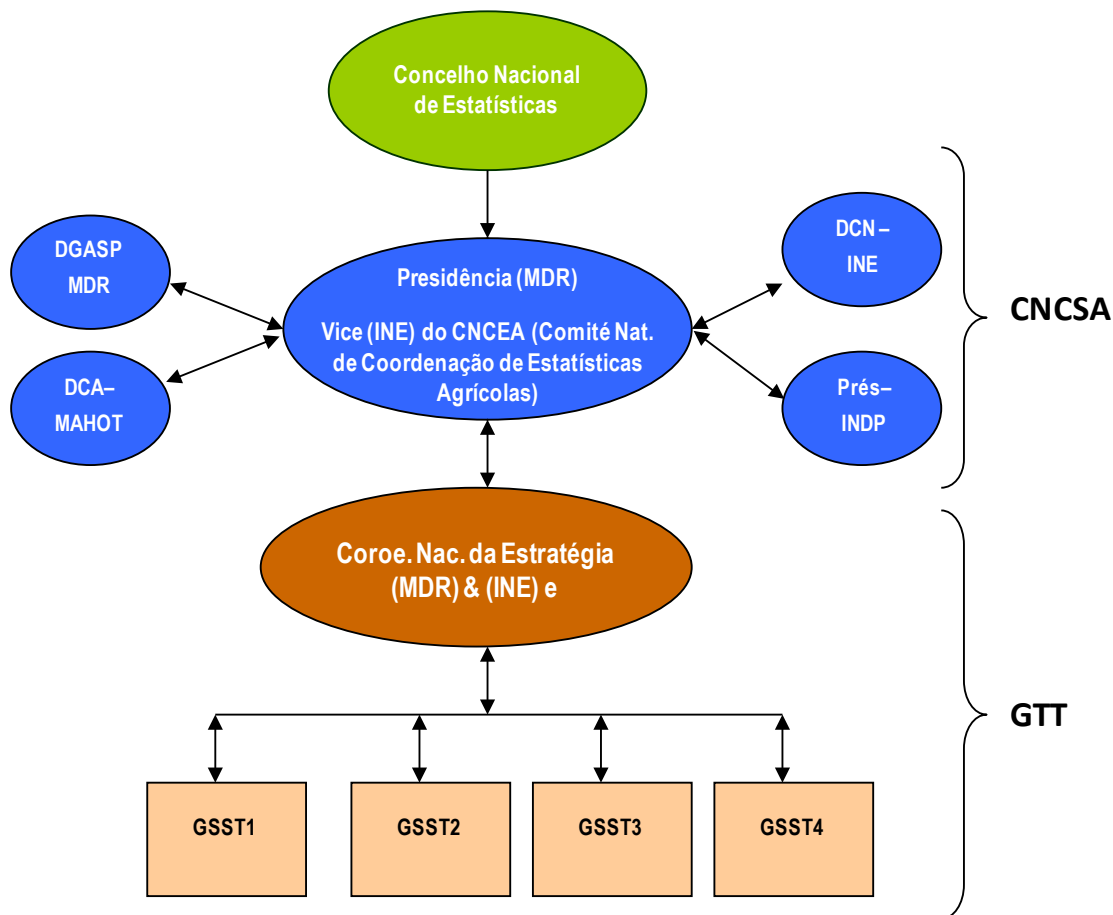 Concelho Nacional
de Estatísticas
DGASP
MDR
DCN –
INE
Presidência (MDR)
Vice (INE) do CNCEA (Comité Nat.
de Coordenação de Estatísticas
Agrícolas)
CNCSA
DCA–
MAHOT
Prés–
INDP
Coroe. Nac. da Estratégia
(MDR) & (INE) e
GTT
GSST1
GSST2
GSST3
GSST4